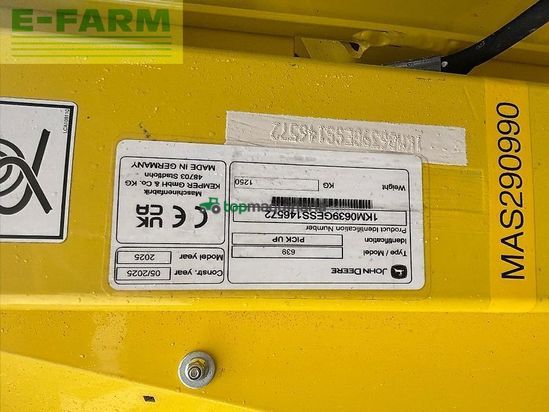 E-FARM
JOHN DEERE
Type / Model
639
Identification
PICK UP
Product Identification Number
1KM0639GESS146572
Weight
1250
KG
Constr. year
05/2025
Model year
2025
UK CA
CE
Maschinenfabrik
KEMPER GmbH & Co. KG
48703 Stadtlohn
MADE IN GERMANY
1KM0639GESS146572
MAS290990